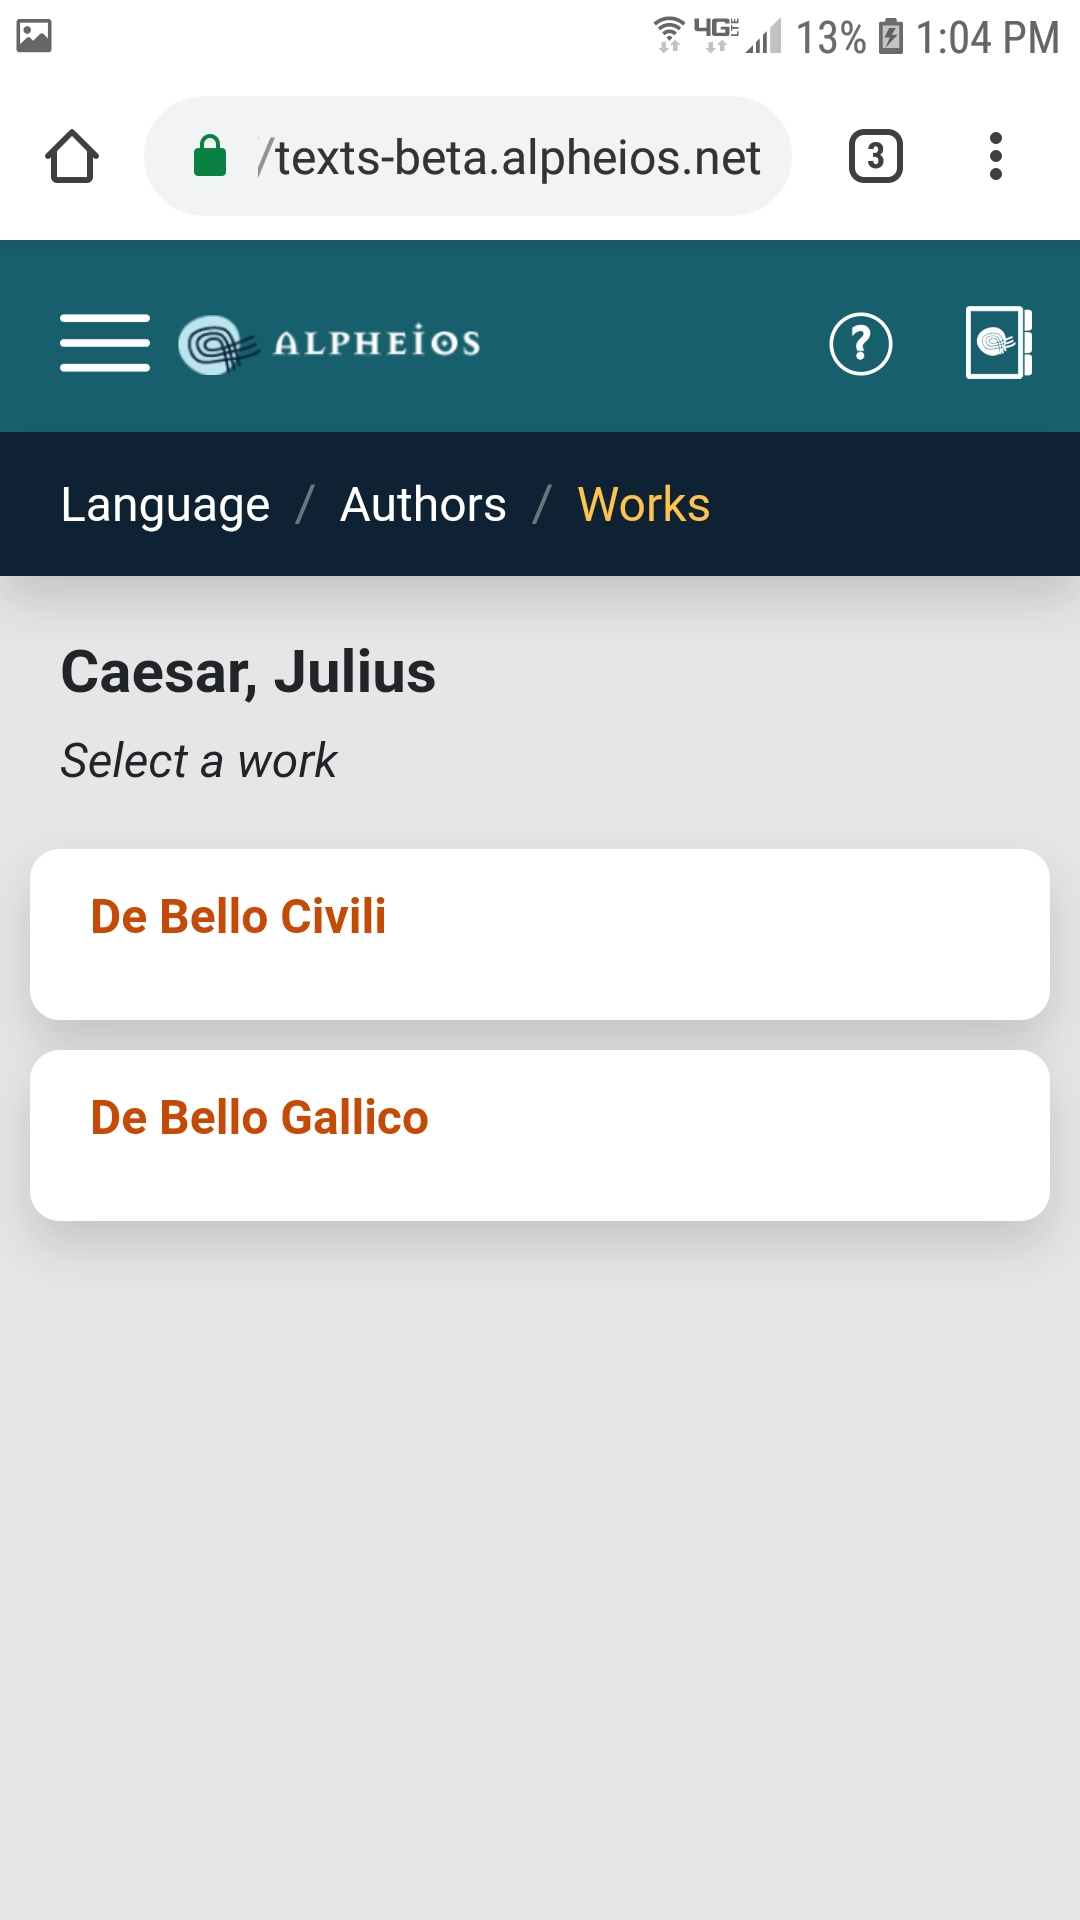 4G LTE 13% 1:04 PM
/texts-beta.alpheios.net 3
ALPHEIOS ?
Language / Authors / Works
Caesar, Julius
Select a work
De Bello Civili
De Bello Gallico